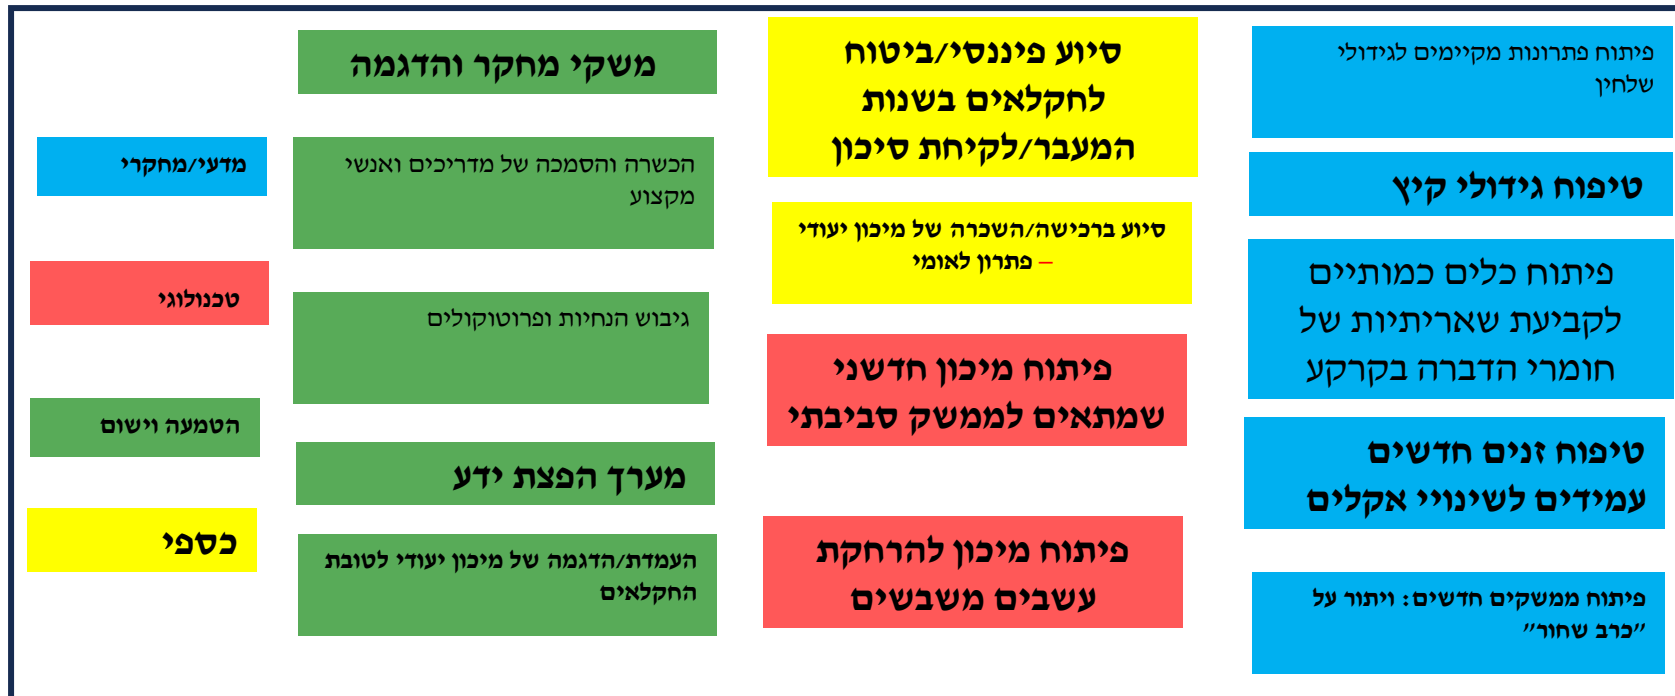 פיתוח פתרונות מקיימים לגידולי
שלחין
טיפוח גידולי קיץ
פיתוח כלים כמותיים
לקביעת שאריתיות של
חומרי הדברה בקרקע
טיפוח זנים חדשים
עמידים לשינויי אקלים
פיתוח ממשקים חדשים: ויתור על
"כרב שחור"
סיוע פיננסי/ביטוח
לחקלאים בשנות
המעבר/לקיחת סיכון
סיוע ברכישה/השכרה של מיכון יעודי
– פתרון לאומי
פיתוח מיכון חדשני
שמתאים לממשק סביבתי
פיתוח מיכון להרחקת
עשבים משבשים
משקי מחקר והדגמה
הכשרה והסמכה של מדריכים ואנשי
מקצוע
גיבוש הנחיות ופרוטוקולים
מערך הפצת ידע
העמדת/הדגמה של מיכון יעודי לטובת
החקלאים
מדעי/מחקרי
טכנולוגי
הטמעה וישום
כספי